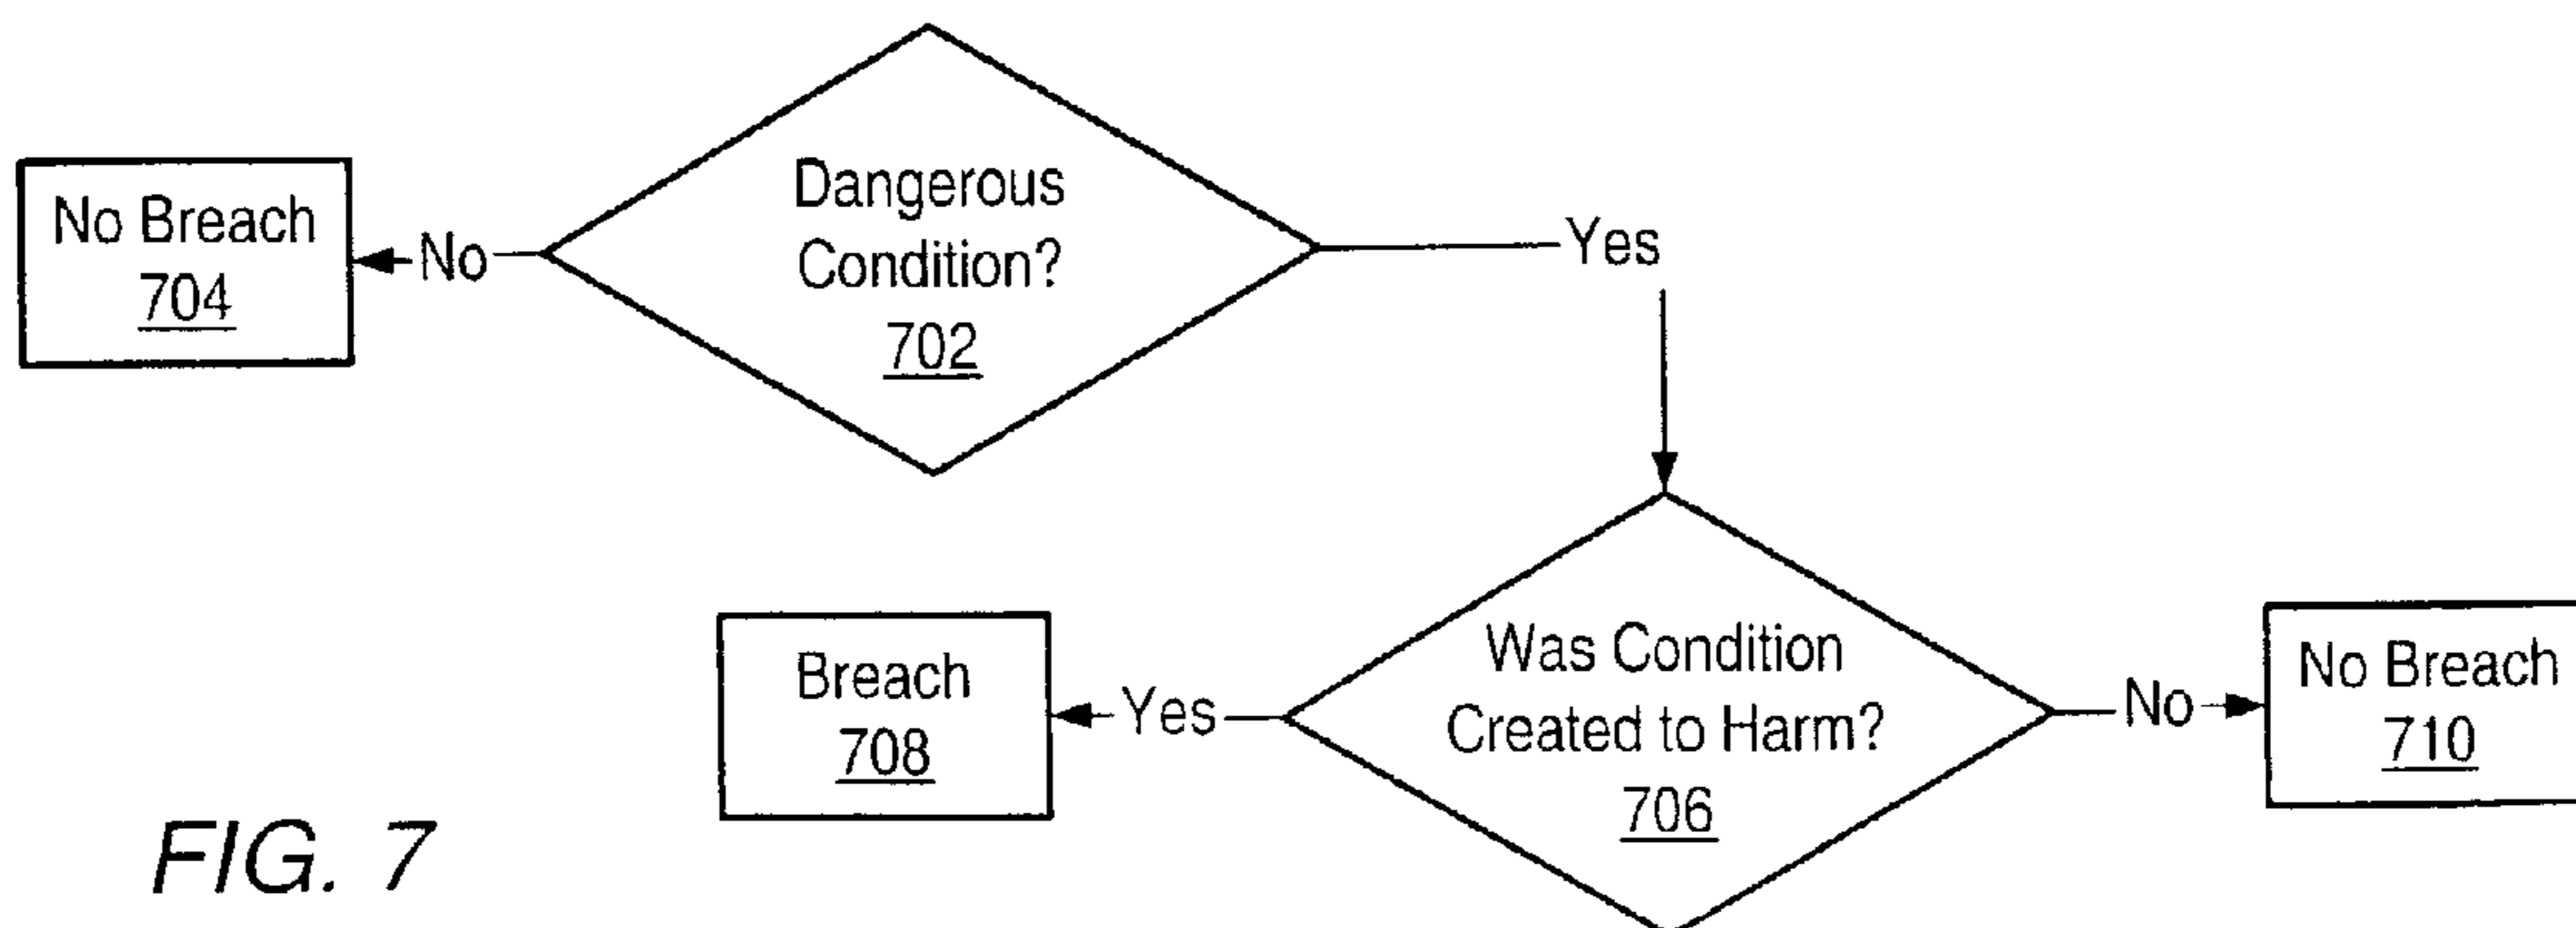 Dangerous
Condition?
702
No
No Breach
704
Yes
Was Condition
Created to Harm?
706
Yes
Breach
708
No
No Breach
710
FIG. 7